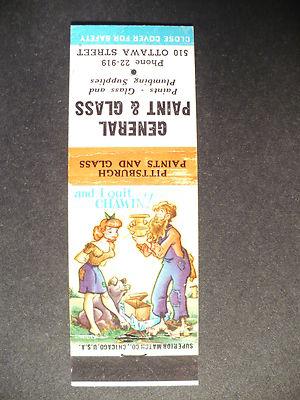 CLOSE COVER FOR SAFETY
510 OTTAWA STREET
Phone 22-919
Plumbing Supplies
Paints - Glass and
GENERAL
PAINT & GLASS
PITTSBURGH
PAINTS AND GLASS
and I quit
CHAWIN'!
SUPERIOR MATCH CO., CHICAGO, U.S.A.